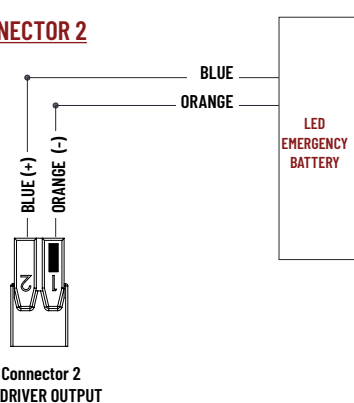 NECTOR 2
BLUE
ORANGE
LED
EMERGENCY
BATTERY
BLUE (+)
ORANGE (-)
2
1
Connector 2
DRIVER OUTPUT